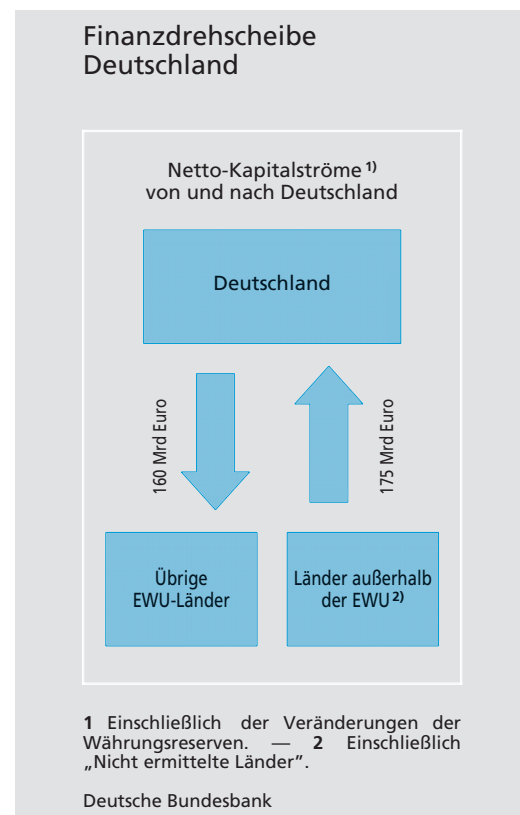 Finanzdrehscheibe
Deutschland
Netto-Kapitalströme 1)
von und nach Deutschland
Deutschland
160 Mrd Euro
175 Mrd Euro
Übrige
EWU-Länder
Länder außerhalb
der EWU 2)
1 Einschließlich der Veränderungen der
Währungsreserven. — 2 Einschließlich
„Nicht ermittelte Länder”.
Deutsche Bundesbank